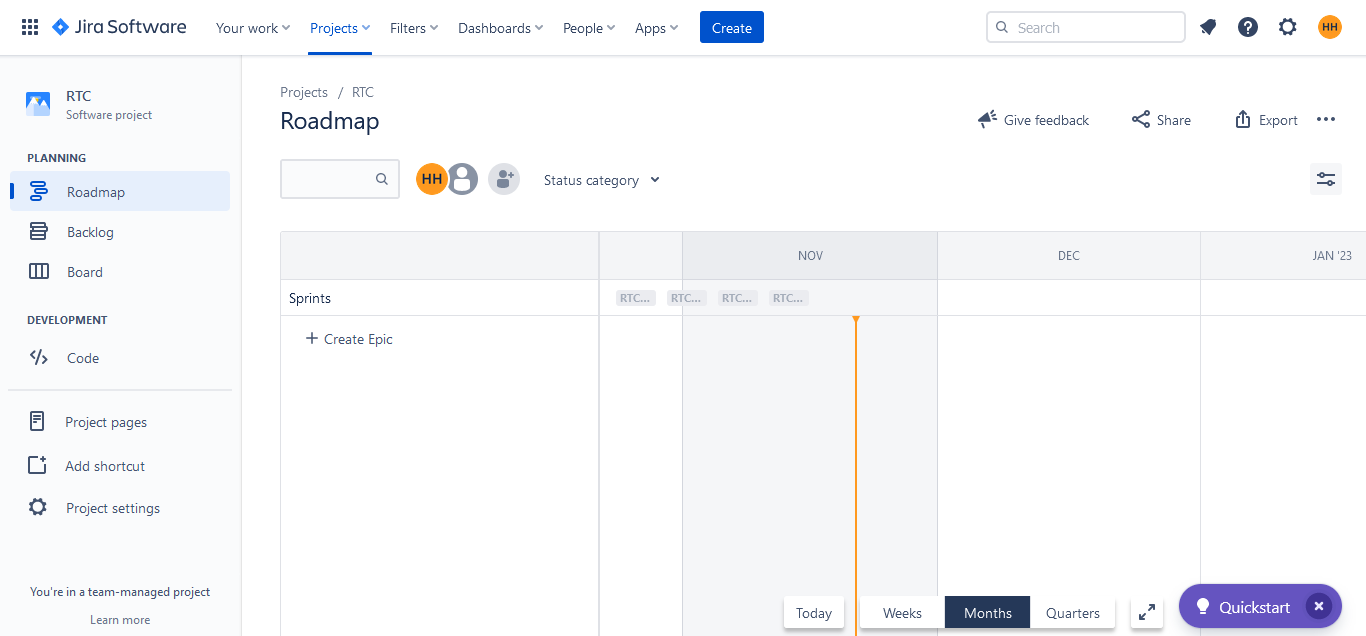 Jira Software
Your work
Projects
Filters
Dashboards
People
Apps
Create
Search
HH
RTC
Software project
PLANNING
Roadmap
Backlog
Board
DEVELOPMENT
Code
Project pages
Add shortcut
Project settings
You're in a team-managed project
Learn more
Projects / RTC
Roadmap
Give feedback
Share
Export
HH
Status category
NOV
DEC
JAN '23
Sprints
RTC... RTC... RTC... RTC...
+ Create Epic
Today
Weeks
Months
Quarters
Quickstart